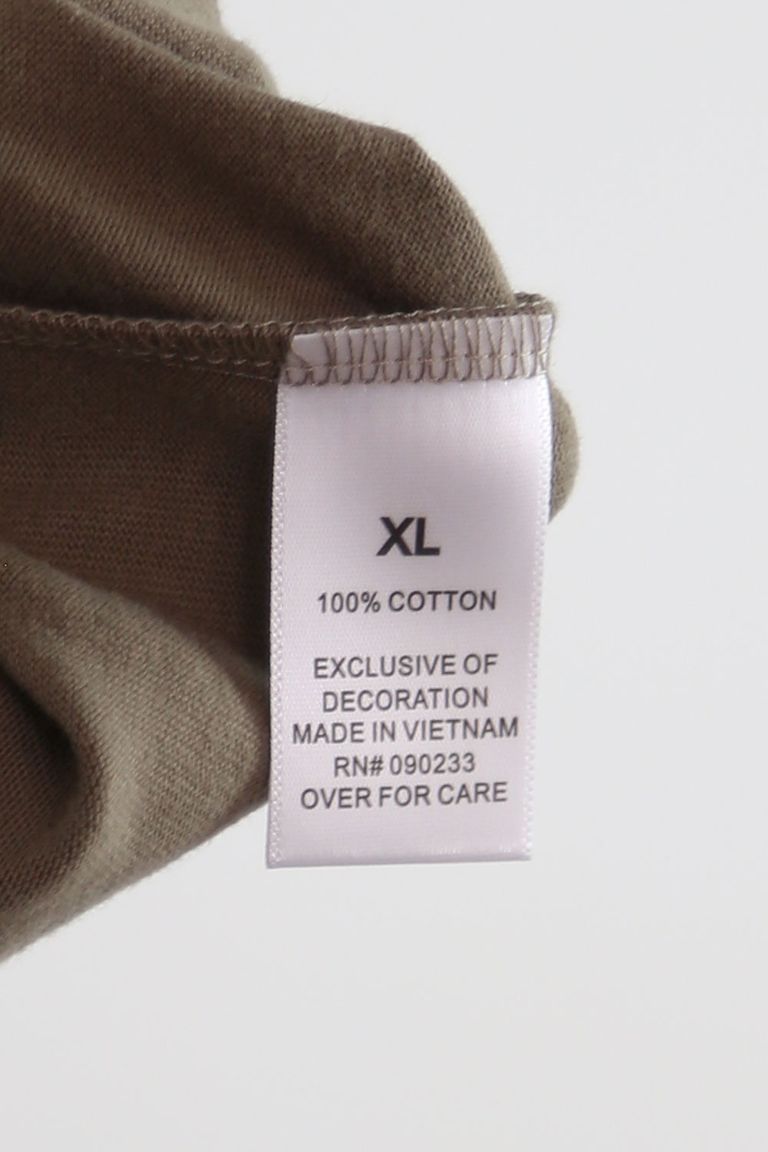 XL
100% COTTON
EXCLUSIVE OF
DECORATION
MADE IN VIETNAM
RN# 090233
OVER FOR CARE